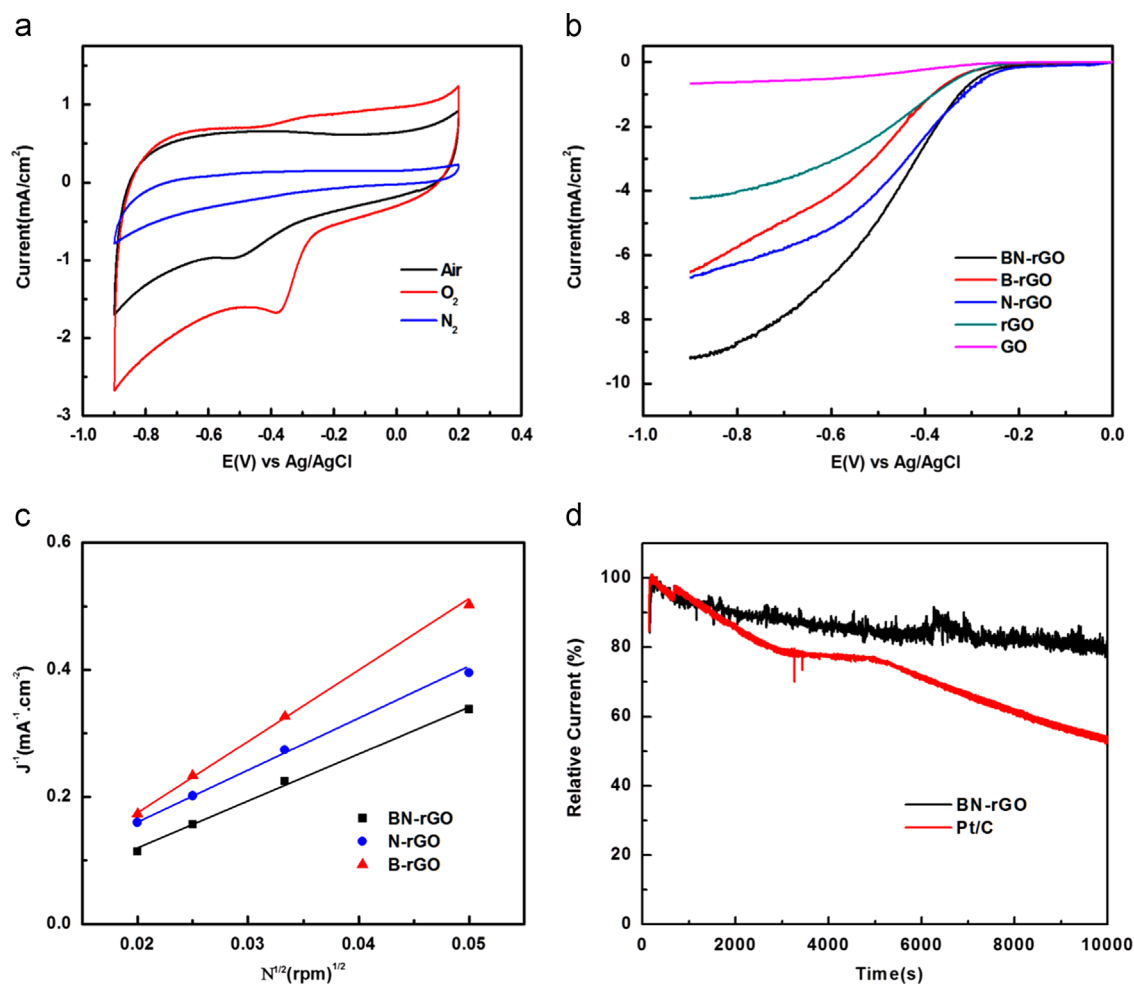 a
1
0
-1
-2
-3
Current(mA/cm²)
Air
O₂
N₂
-1.0 -0.8 -0.6 -0.4 -0.2 0.0 0.2 0.4
E(V) vs Ag/AgCl
b
0
-2
-4
-6
-8
-10
Current(mA/cm²)
BN-rGO
B-rGO
N-rGO
rGO
GO
-1.0 -0.8 -0.6 -0.4 -0.2 0.0
E(V) vs Ag/AgCl
c
0.6
0.4
0.2
0.0
J⁻¹(mA⁻¹.cm⁻²)
BN-rGO
N-rGO
B-rGO
0.02 0.03 0.04 0.05
N¹/²(rpm)¹/²
d
100
80
60
40
20
0
Relative Current (%)
BN-rGO
Pt/C
0 2000 4000 6000 8000 10000
Time(s)